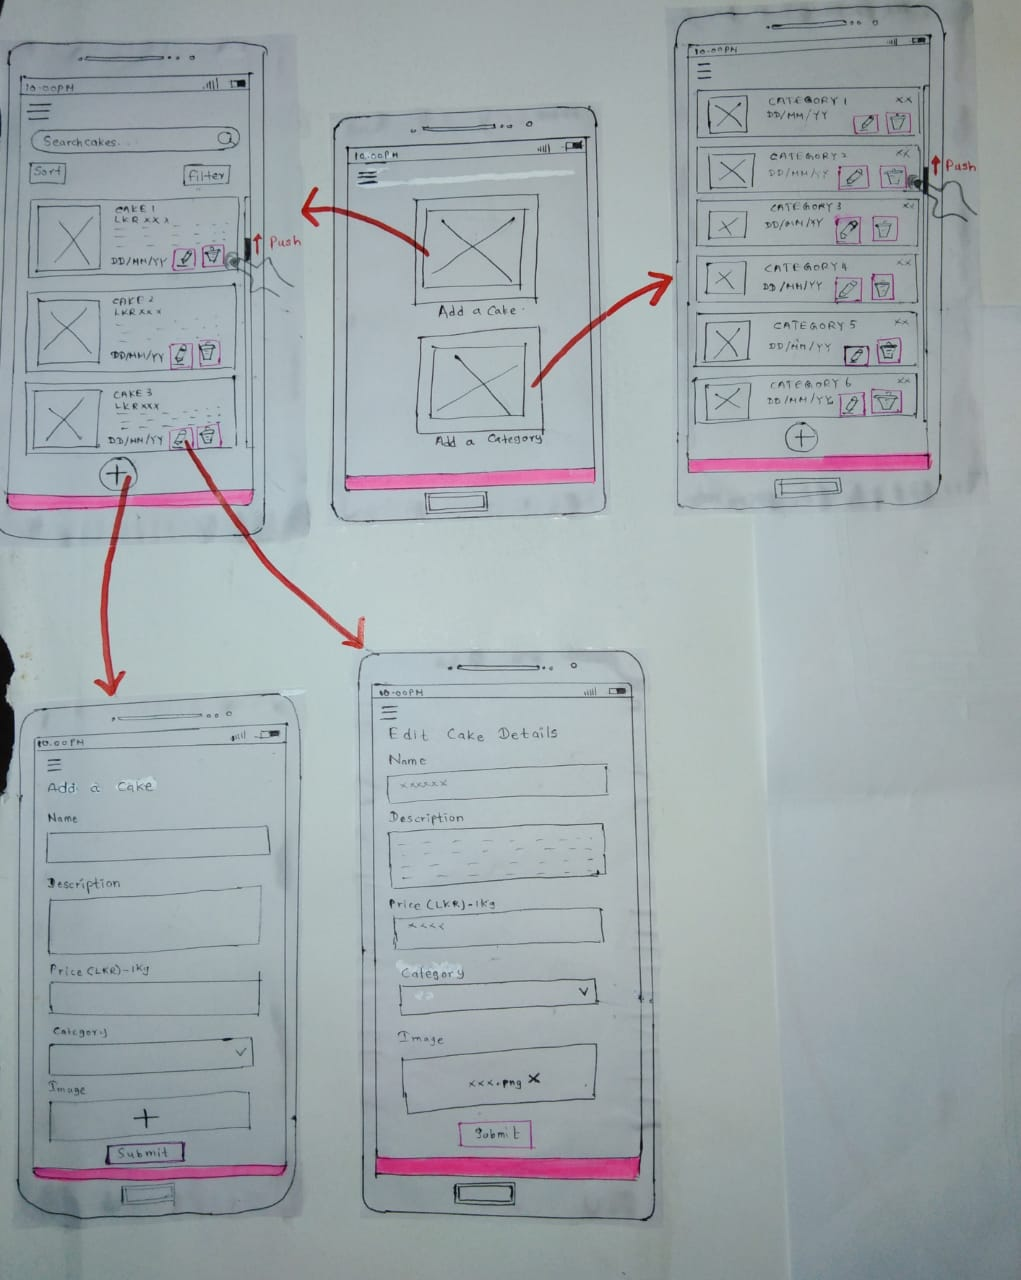 10:00PM
Search cakes..
Sort
filter
CAKE 1
LKR xxx
DD/MM/YY
↑ Push
CAKE 2
LKR xxx
DD/MM/YY
CAKE 3
LKR xxx
DD/MM/YY
+
10.00PM
Add a Cake.
Add a Category
10:00PM
CATEGORY 1 xx
DD/MM/YY
CATEGORY 2 xx
DD/MM/YY
↑ Push
CATEGORY 3 xx
DD/MM/YY
CATEGORY 4 xx
DD/MM/YY
CATEGORY 5 xx
DD/MM/YY
CATEGORY 6 xx
DD/MM/YY
+
10.00PM
Add a Cake
Name
Description
Price (LKR)-1kg
Category
Image
+
Submit
10.00PM
Edit Cake Details
Name
xxxxxx
Description
Price (LKR)-1kg
xxxx
Category
Image
xxx.png X
Submit